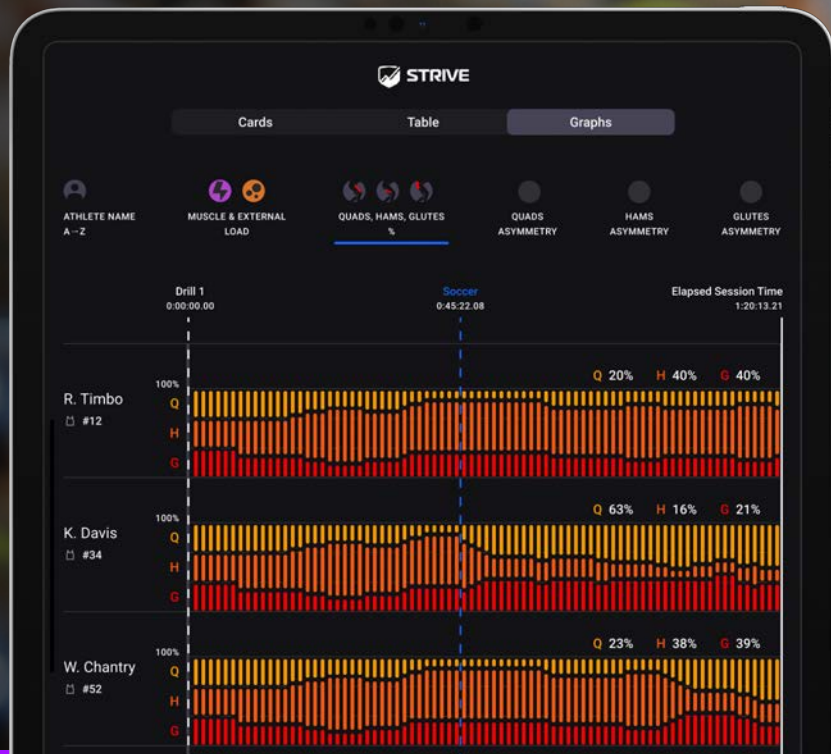 STRIVE
Cards Table Graphs
ATHLETE NAME
A→Z
MUSCLE & EXTERNAL
LOAD
QUADS, HAMS, GLUTES
%
QUADS
ASYMMETRY
HAMS
ASYMMETRY
GLUTES
ASYMMETRY
Drill 1
0:00:00.00
Soccer
0:45:22.08
Elapsed Session Time
1:20:13.21
R. Timbo
#12
100%
Q
H
G
Q 20% H 40% G 40%
K. Davis
#34
100%
Q
H
G
Q 63% H 16% G 21%
W. Chantry
#52
100%
Q
H
G
Q 23% H 38% G 39%